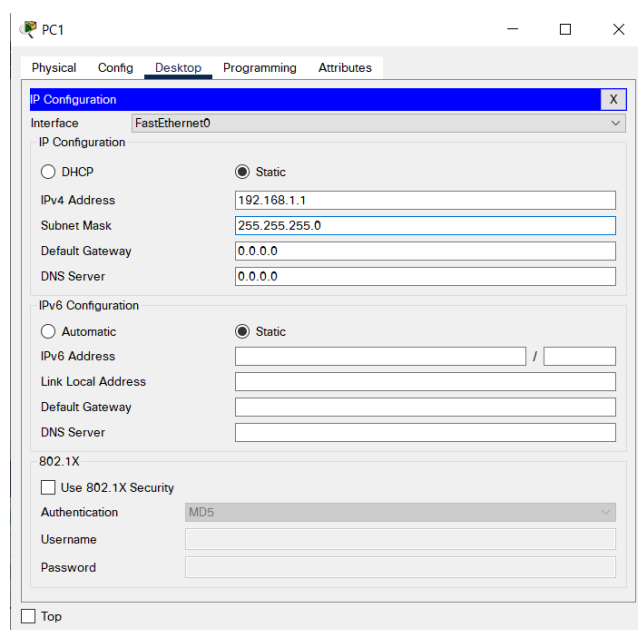 PC1
Physical Config Desktop Programming Attributes
IP Configuration X
Interface FastEthernet0
IP Configuration
DHCP Static
IPv4 Address 192.168.1.1
Subnet Mask 255.255.255.0
Default Gateway 0.0.0.0
DNS Server 0.0.0.0
IPv6 Configuration
Automatic Static
IPv6 Address /
Link Local Address
Default Gateway
DNS Server
802.1X
Use 802.1X Security
Authentication MD5
Username
Password
Top